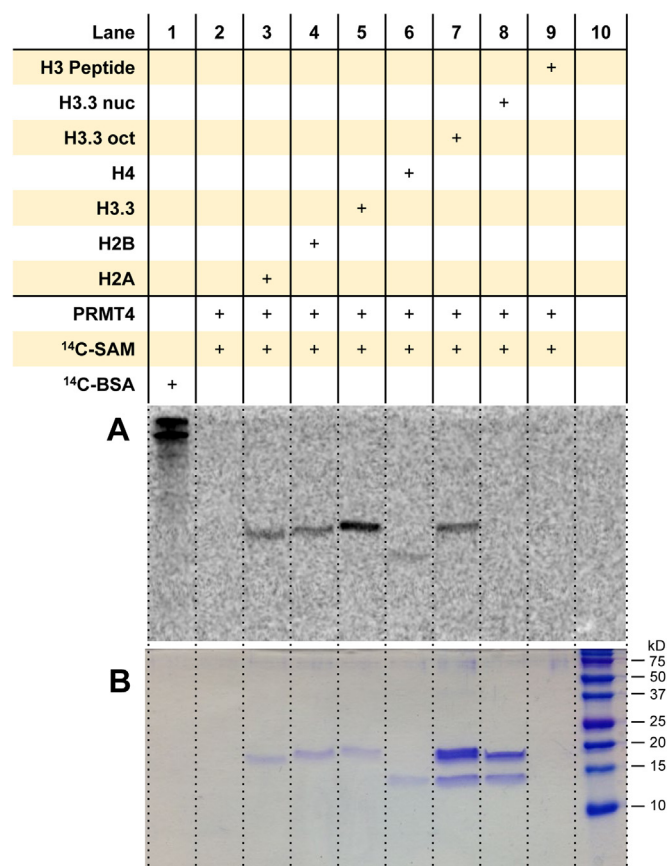 Lane 1 2 3 4 5 6 7 8 9 10
H3 Peptide +
H3.3 nuc +
H3.3 oct +
H4 +
H3.3 +
H2B +
H2A +
PRMT4 + + + + + + + +
¹⁴C-SAM + + + + + + + +
¹⁴C-BSA +
A
B
kD
75
50
37
25
20
15
10